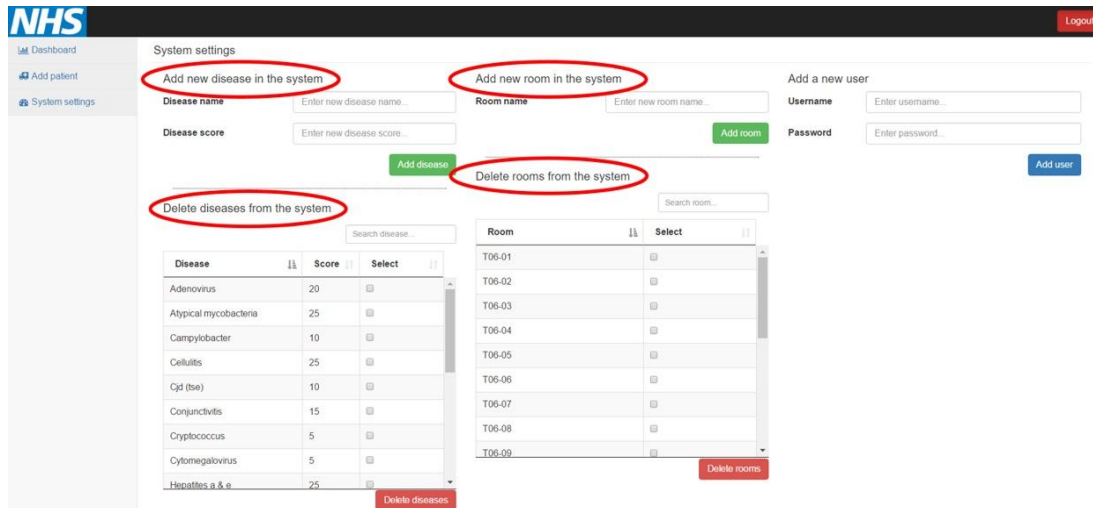 NHS
Logout
Dashboard
Add patient
System settings
System settings
Add new disease in the system
Disease name
Enter new disease name...
Disease score
Enter new disease score...
Add disease
Delete diseases from the system
Search disease...
Disease Score Select
Adenovirus 20
Atypical mycobacteria 25
Campylobacter 10
Cellulitis 25
Cjd (tse) 10
Conjunctivitis 15
Cryptococcus 5
Cytomegalovirus 5
Hepatites a & e 25
Delete diseases
Add new room in the system
Room name
Enter new room name...
Add room
Delete rooms from the system
Search room...
Room Select
T06-01
T06-02
T06-03
T06-04
T06-05
T06-06
T06-07
T06-08
T06-09
Delete rooms
Add a new user
Username
Enter username...
Password
Enter password...
Add user